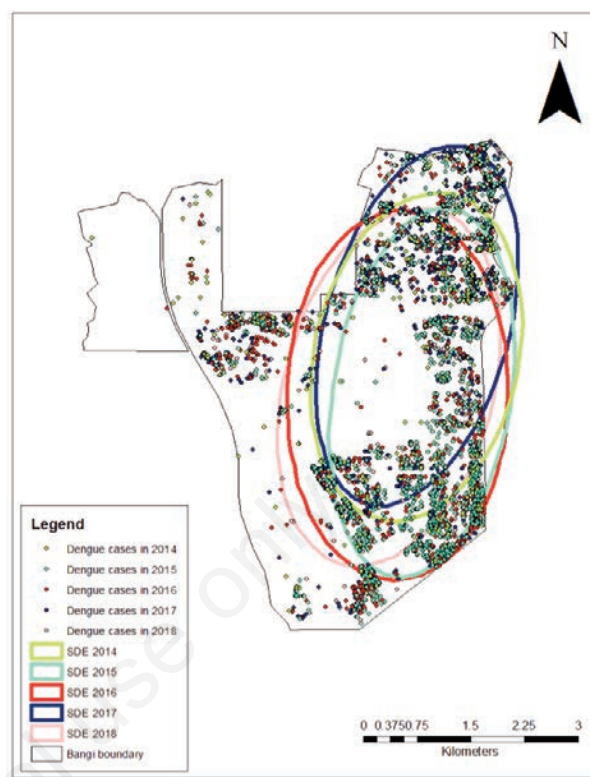 N
Legend
Dengue cases in 2014
Dengue cases in 2015
Dengue cases in 2016
Dengue cases in 2017
Dengue cases in 2018
SDE 2014
SDE 2015
SDE 2016
SDE 2017
SDE 2018
Bangi boundary
0 0.3750.75 1.5 2.25 3
Kilometers
use only